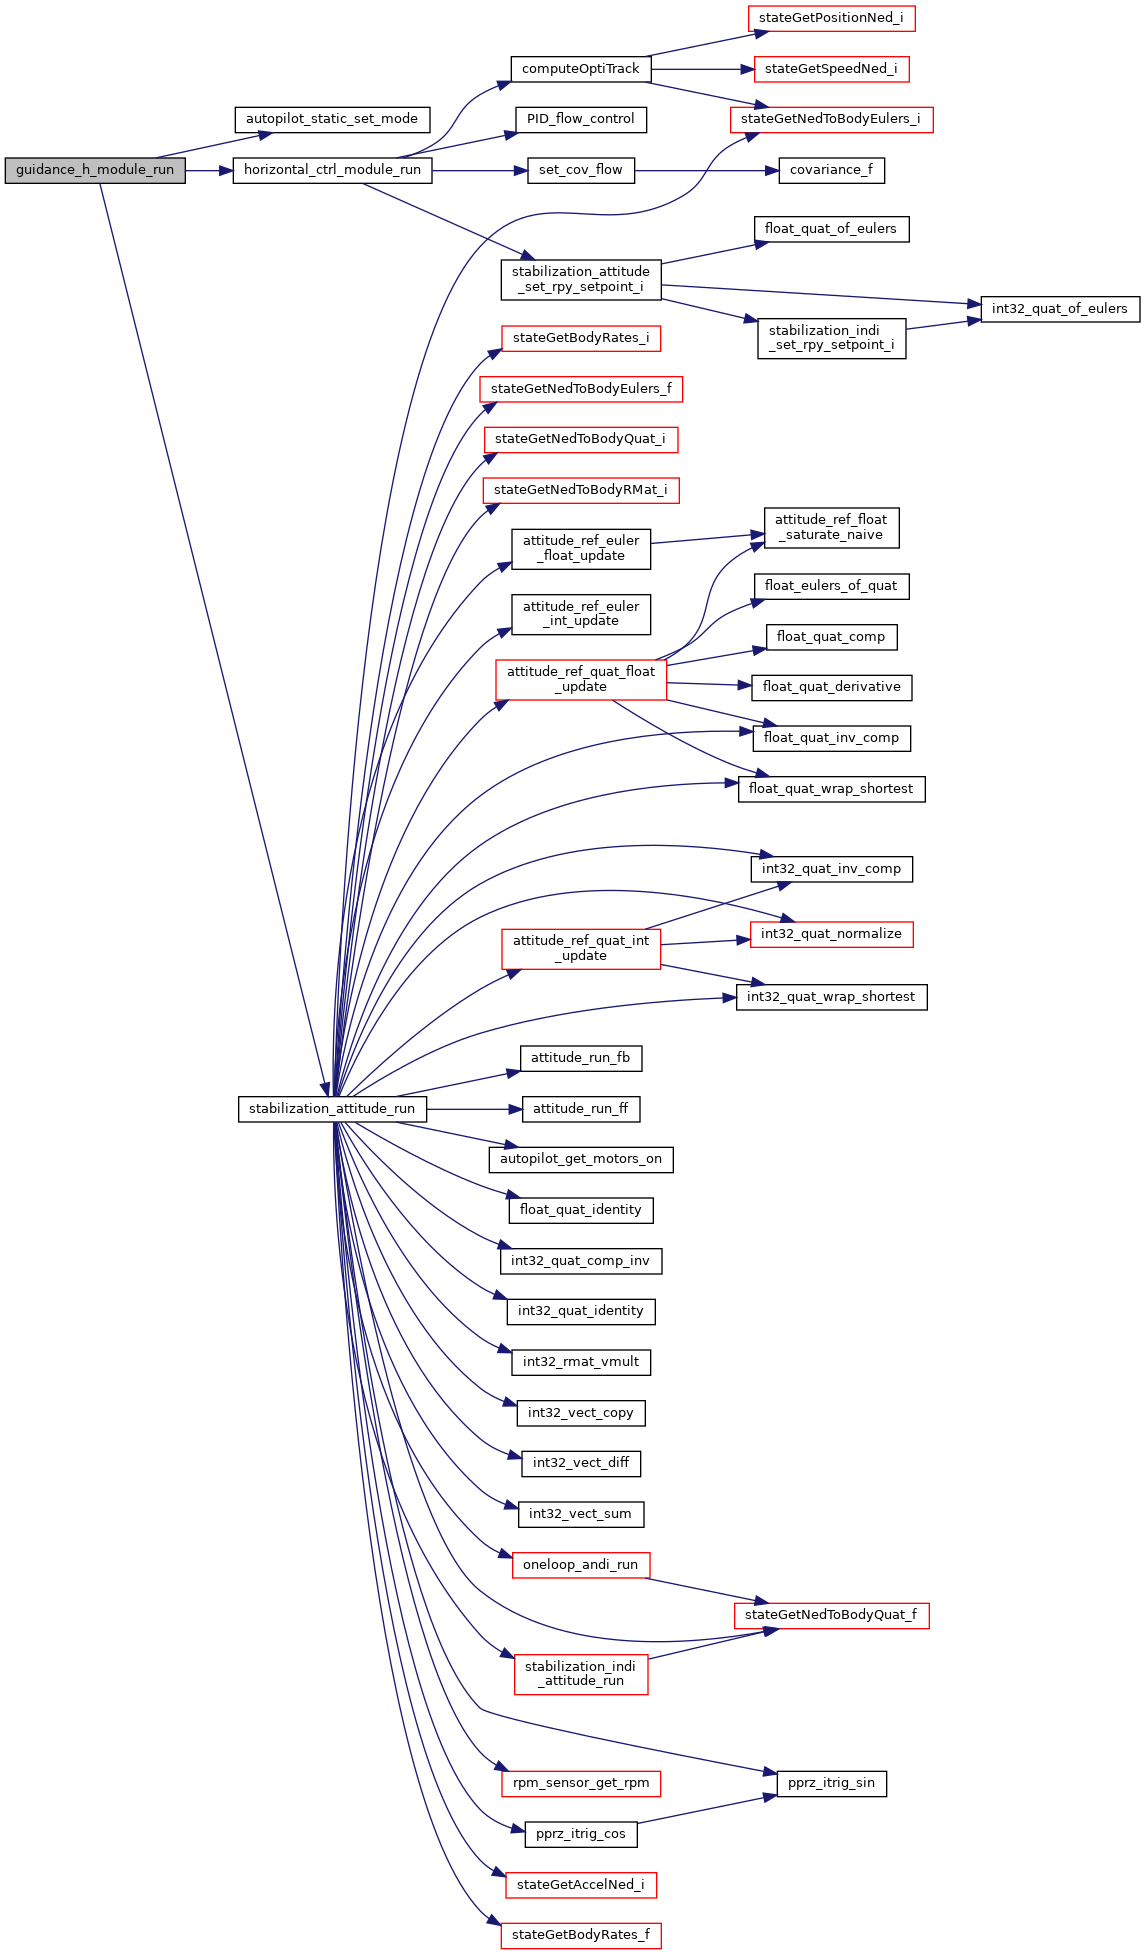 stateGetPositionNed_i
computeOptiTrack
stateGetSpeedNed_i
autopilot_static_set_mode
PID_flow_control
stateGetNedToBodyEulers_i
guidance_h_module_run
horizontal_ctrl_module_run
set_cov_flow
covariance_f
float_quat_of_eulers
stabilization_attitude
_set_rpy_setpoint_i
int32_quat_of_eulers
stabilization_indi
_set_rpy_setpoint_i
stateGetBodyRates_i
stateGetNedToBodyEulers_f
stateGetNedToBodyQuat_i
stateGetNedToBodyRMat_i
attitude_ref_float
_saturate_naive
attitude_ref_euler
_float_update
float_eulers_of_quat
attitude_ref_euler
_int_update
float_quat_comp
attitude_ref_quat_float
_update
float_quat_derivative
float_quat_inv_comp
float_quat_wrap_shortest
int32_quat_inv_comp
int32_quat_normalize
attitude_ref_quat_int
_update
int32_quat_wrap_shortest
attitude_run_fb
stabilization_attitude_run
attitude_run_ff
autopilot_get_motors_on
float_quat_identity
int32_quat_comp_inv
int32_quat_identity
int32_rmat_vmult
int32_vect_copy
int32_vect_diff
int32_vect_sum
oneloop_andi_run
stateGetNedToBodyQuat_f
stabilization_indi
_attitude_run
rpm_sensor_get_rpm
pprz_itrig_sin
pprz_itrig_cos
stateGetAccelNed_i
stateGetBodyRates_f